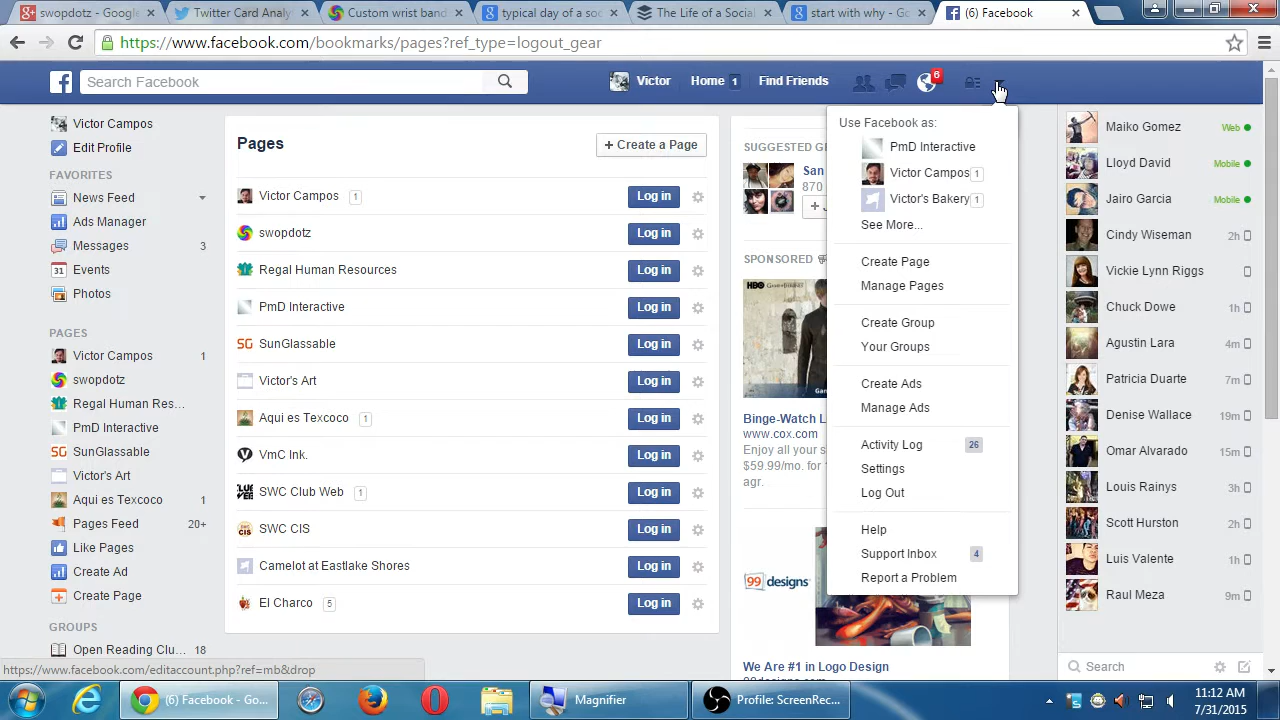 swopdotz - Google
Twitter Card Analy
Custom wrist band
typical day of a so
The Life of a Social
start with why - Go
(6) Facebook
https://www.facebook.com/bookmarks/pages?ref_type=logout_gear
Search Facebook
Victor
Home 1
Find Friends
6
Victor Campos
Edit Profile
FAVORITES
News Feed
Ads Manager
Messages 3
Events
31
Photos
PAGES
Victor Campos 1
swopdotz
Regal Human Res...
PmD Interactive
SG SunGlassable
Victor's Art
Aqui es Texcoco 1
Pages Feed 20+
Like Pages
Create Ad
Create Page
GROUPS
Open Reading Clu... 18
Pages
+ Create a Page
Victor Campos 1 Log in
swopdotz Log in
Regal Human Resources Log in
PmD Interactive Log in
SG SunGlassable Log in
Victor's Art Log in
Aqui es Texcoco 1 Log in
VmC Ink. Log in
SWC Club Web 1 Log in
SWC CIS Log in
Camelot at Eastlake Shores Log in
El Charco 5 Log in
SUGGESTED G
San
870
+ J
SPONSORED
HBO
Binge-Watch L
www.cox.com
Enjoy all your s
$59.99/mo. for
agr.
99designs
We Are #1 in Logo Design
99designs.com
Use Facebook as:
PmD Interactive
Victor Campos 1
Victor's Bakery 1
See More...
Create Page
Manage Pages
Create Group
Your Groups
Create Ads
Manage Ads
Activity Log 26
Settings
Log Out
Help
Support Inbox 4
Report a Problem
Maiko Gomez Web
Lloyd David Mobile
Jairo Garcia Mobile
Cindy Wiseman 2h
Vickie Lynn Riggs
Chuck Dowe 1h
Agustin Lara 4m
Patricia Duarte 7m
Denise Wallace 19m
Omar Alvarado 15m
Louis Rainys 3h
Scott Hurston 2h
Luis Valente 1h
Raul Meza 9m
Search
https://www.facebook.com/editaccount.php?ref=mb&drop
(6) Facebook - Go...
Magnifier
Profile: ScreenRec...
11:12 AM
7/31/2015